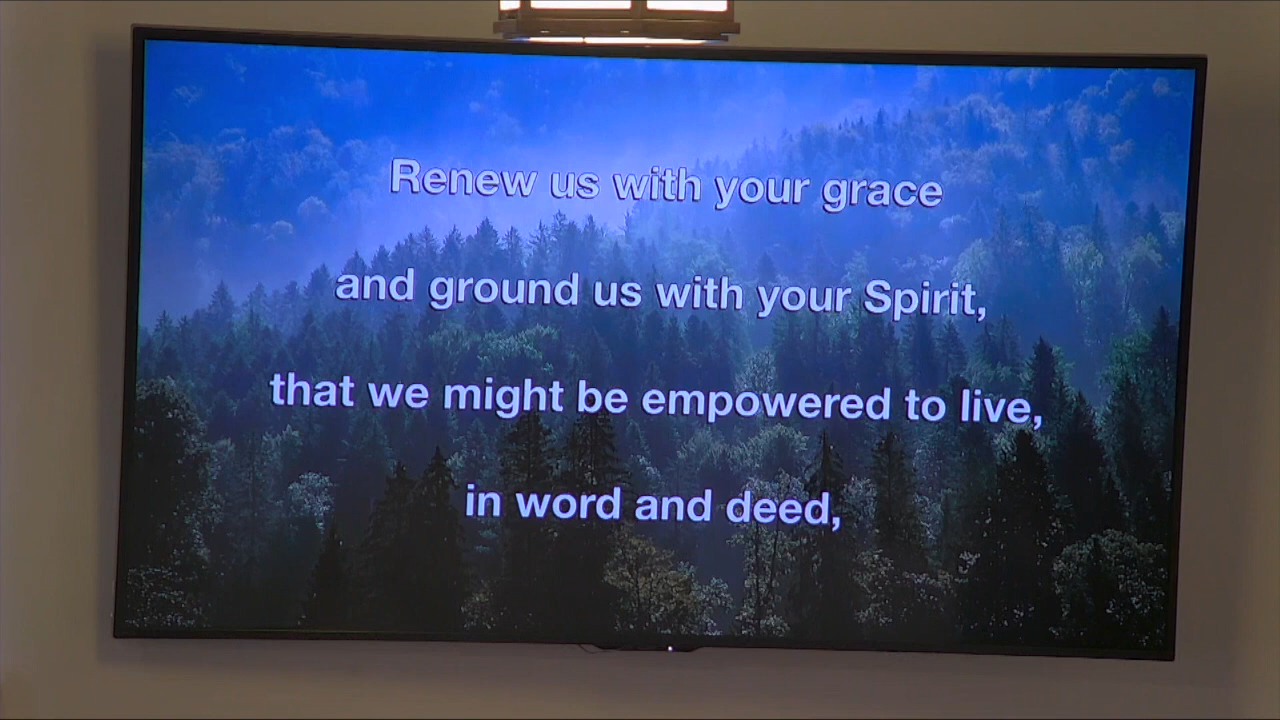 Renew us with your grace
and ground us with your Spirit,
that we might be empowered to live,
in word and deed,